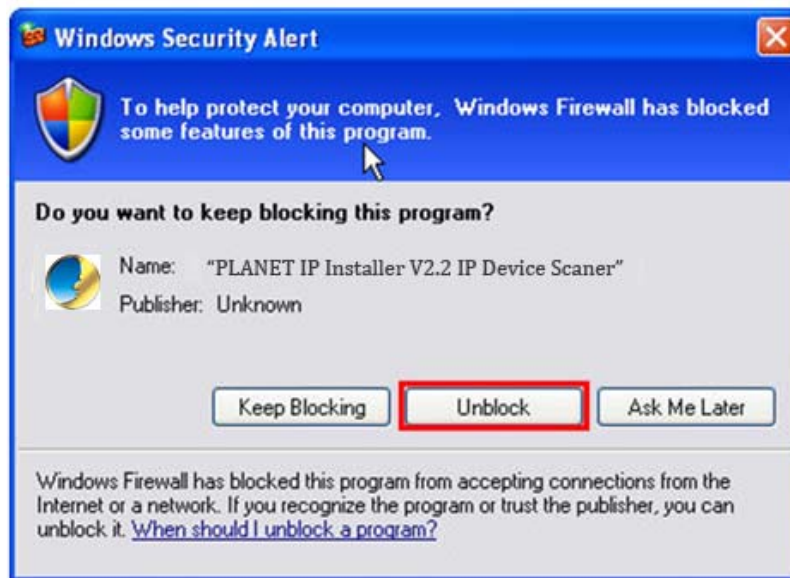 Windows Security Alert
To help protect your computer, Windows Firewall has blocked
some features of this program.
Do you want to keep blocking this program?
Name: "PLANET IP Installer V2.2 IP Device Scaner"
Publisher: Unknown
Keep Blocking Unblock Ask Me Later
Windows Firewall has blocked this program from accepting connections from the
Internet or a network. If you recognize the program or trust the publisher, you can
unblock it. When should I unblock a program?